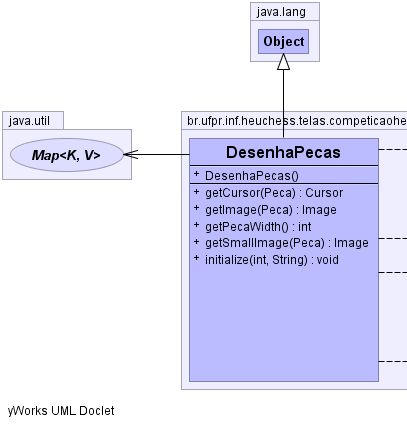 java.lang
Object
java.util
Map<K, V>
br.ufpr.inf.heuchess.telas.competicaohe
DesenhaPecas
+ DesenhaPecas()
+ getCursor(Peca) : Cursor
+ getImage(Peca) : Image
+ getPecaWidth() : int
+ getSmallImage(Peca) : Image
+ initialize(int, String) : void
yWorks UML Doclet